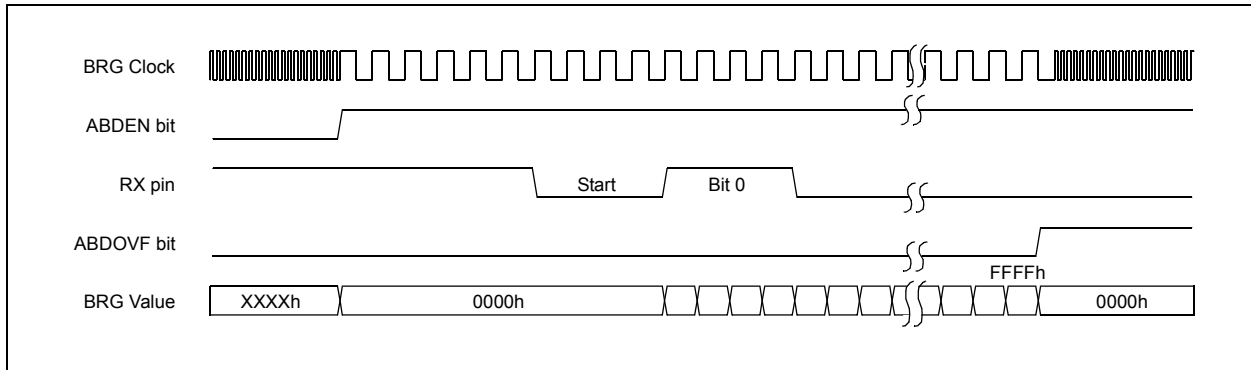 BRG Clock
ABDEN bit
RX pin
Start
Bit 0
ABDOVF bit
FFFFh
BRG Value
XXXXh
0000h
0000h